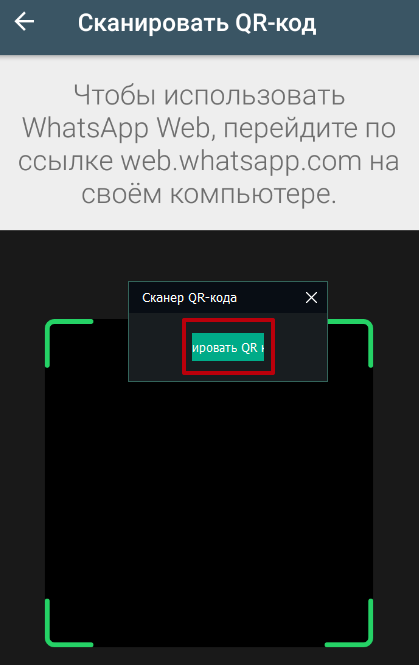 Сканировать QR-код
Чтобы использовать
WhatsApp Web, перейдите по
ссылке web.whatsapp.com на
своём компьютере.
Сканер QR-кода
ировать QR к